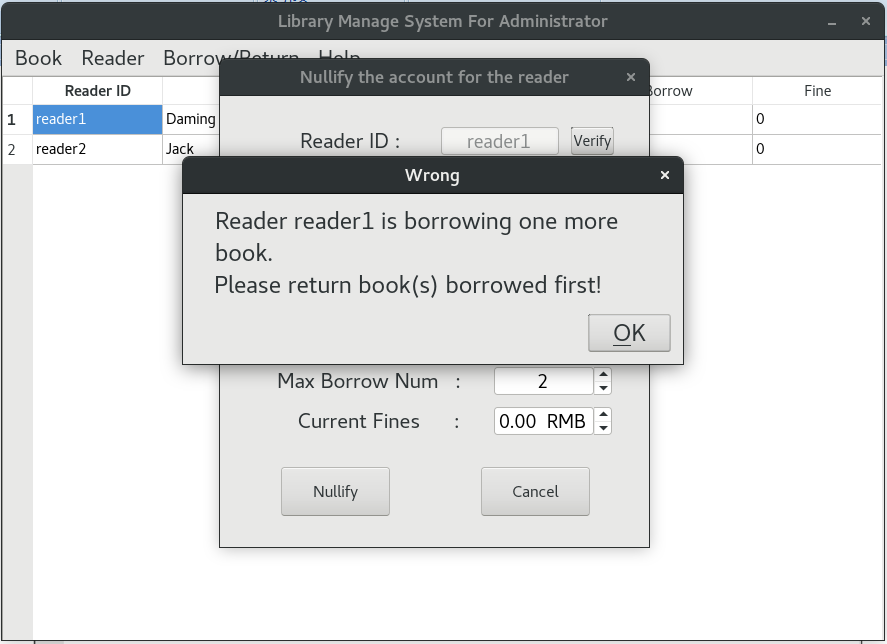 Library Manage System For Administrator
Book Reader Borrow/Return Help
Nullify the account for the reader
Reader ID Borrow Fine
1 reader1 Daming 0
Reader ID : reader1 Verify
2 reader2 Jack 0
Wrong
Reader reader1 is borrowing one more
book.
Please return book(s) borrowed first!
OK
Max Borrow Num : 2
Current Fines : 0.00 RMB
Nullify Cancel